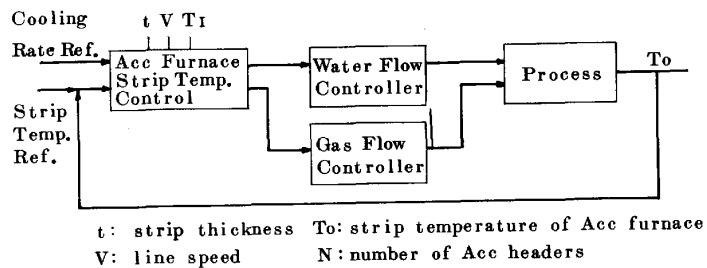 Cooling
Rate Ref.
t V TI
Acc Furnace
Strip Temp.
Control
Strip
Temp.
Ref.
Water Flow
Controller
Gas Flow
Controller
Process
To
t: strip thickness To: strip temperature of Acc furnace
V: line speed N: number of Acc headers